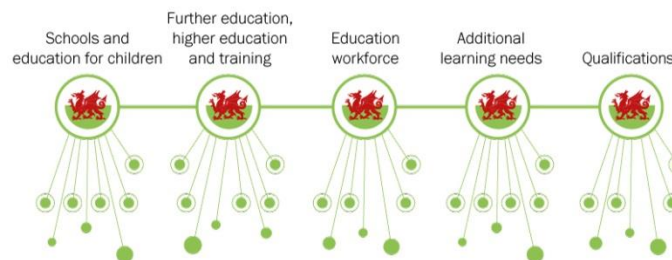 Schools and
education for children
Further education,
higher education
and training
Education
workforce
Additional
learning needs
Qualifications